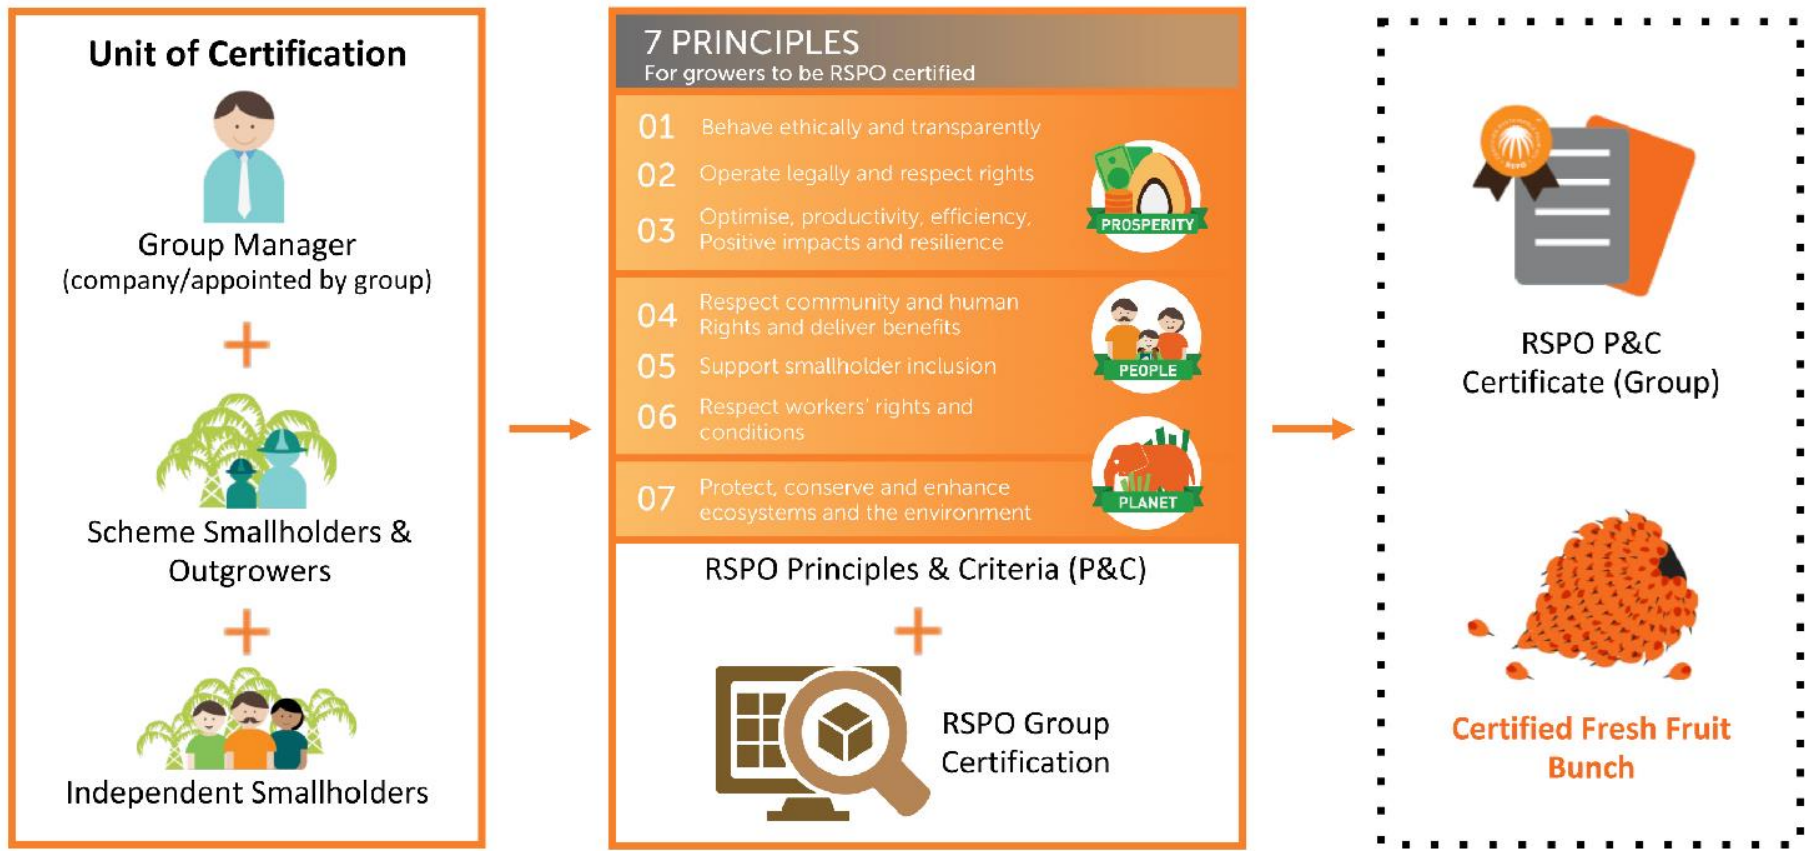 Unit of Certification
Group Manager
(company/appointed by group)
Scheme Smallholders &
Outgrowers
Independent Smallholders
7 PRINCIPLES
For growers to be RSPO certified
01 Behave ethically and transparently
02 Operate legally and respect rights
03 Optimise, productivity, efficiency,
Positive impacts and resilience
PROSPERITY
04 Respect community and human
Rights and deliver benefits
05 Support smallholder inclusion
06 Respect workers' rights and
conditions
PEOPLE
07 Protect, conserve and enhance
ecosystems and the environment
PLANET
RSPO Principles & Criteria (P&C)
RSPO Group
Certification
RSPO
RSPO P&C
Certificate (Group)
Certified Fresh Fruit
Bunch